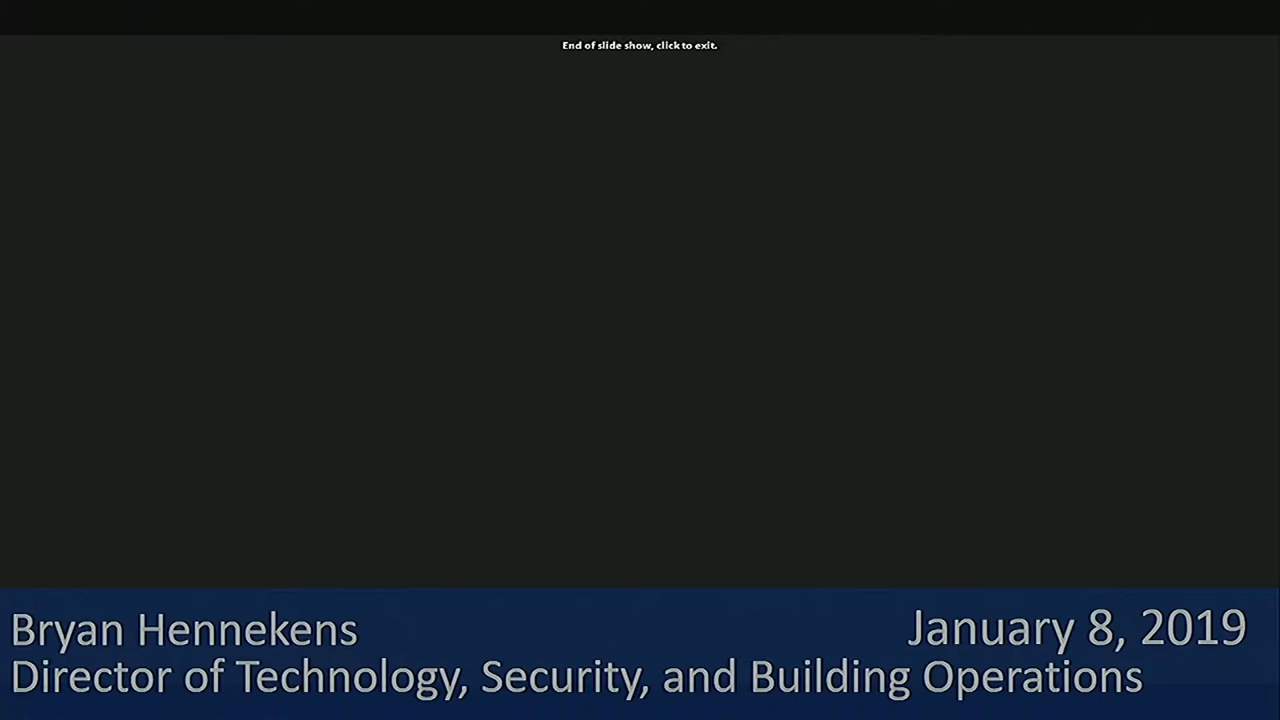 End of slide show, click to exit.
Bryan Hennekens
January 8, 2019
Director of Technology, Security, and Building Operations